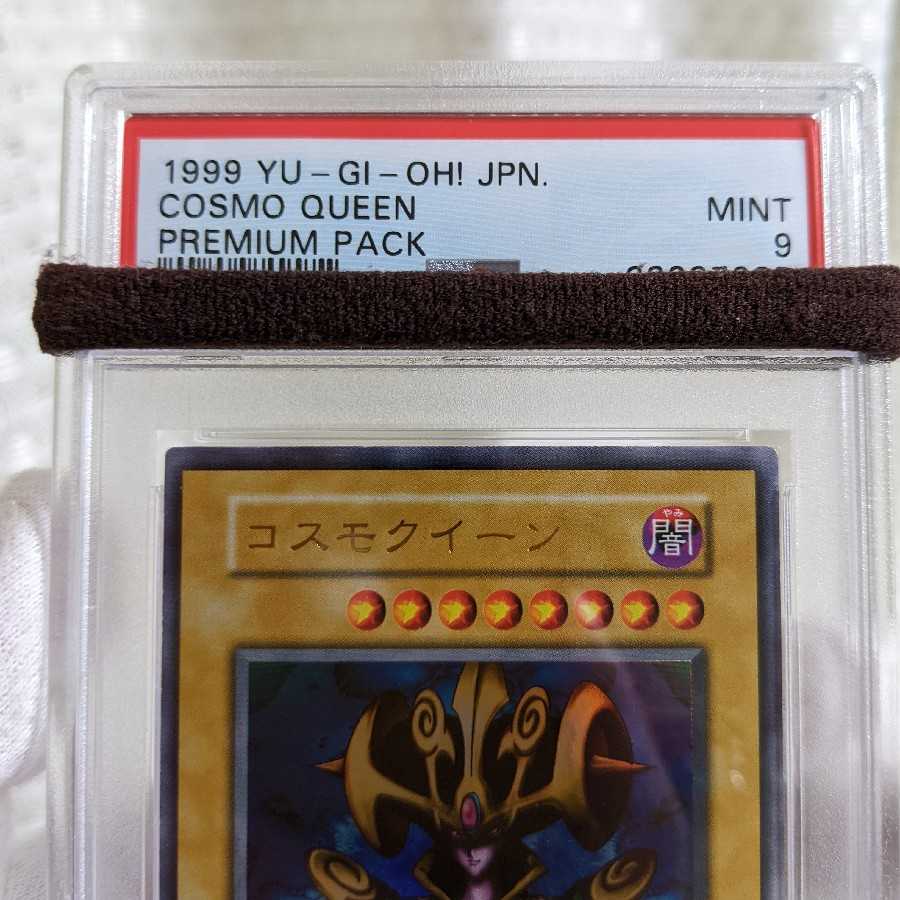 1999 YU-GI-OH! JPN.
COSMO QUEEN MINT
PREMIUM PACK 9
コスモクイーン
やみ
闇